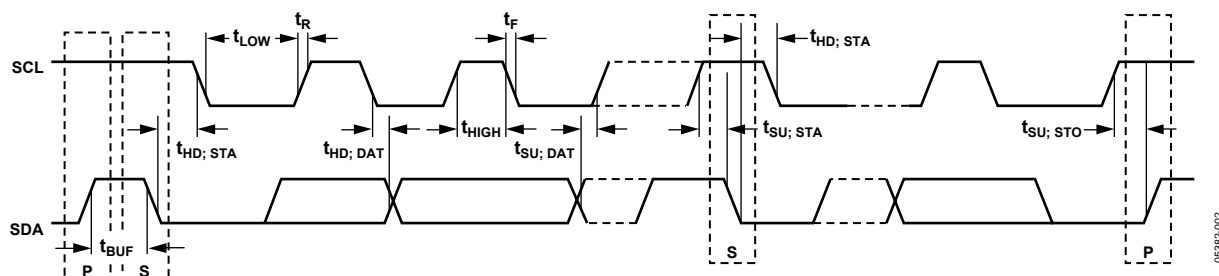 tR
tF
tLOW
tHD; STA
SCL
tHD; STA
tHD; DAT
tHIGH
tSU; DAT
tSU; STA
tSU; STO
SDA
tBUF
P
S
S
P
05382-002